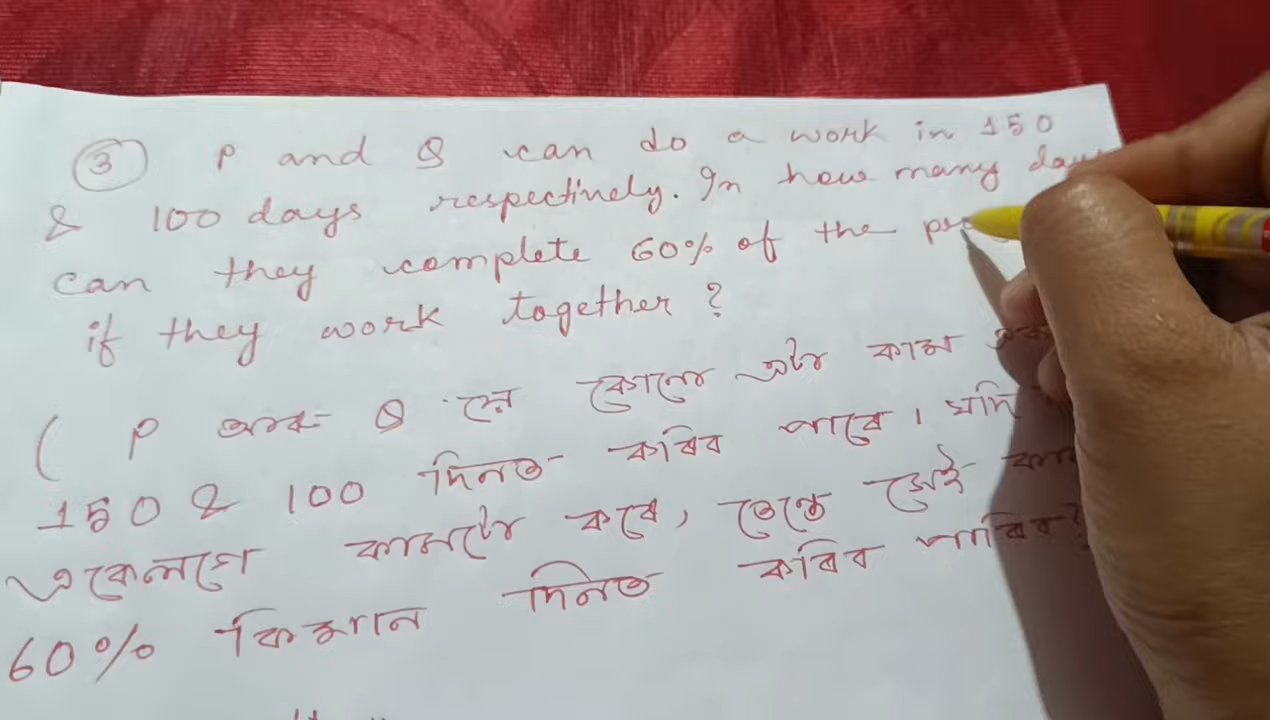 3 P and Q can do a work in 150
& 100 days respectively. In how many
can they complete 60% of the
if they work together ?
( P আৰু Q য়ে কোনো এটা কাম
150 & 100 দিনত কৰিব পাৰে। যদি
একেলগে কামটো কৰে, তেন্তে সেই
60% কিমান দিনত কৰিব পাৰিব?